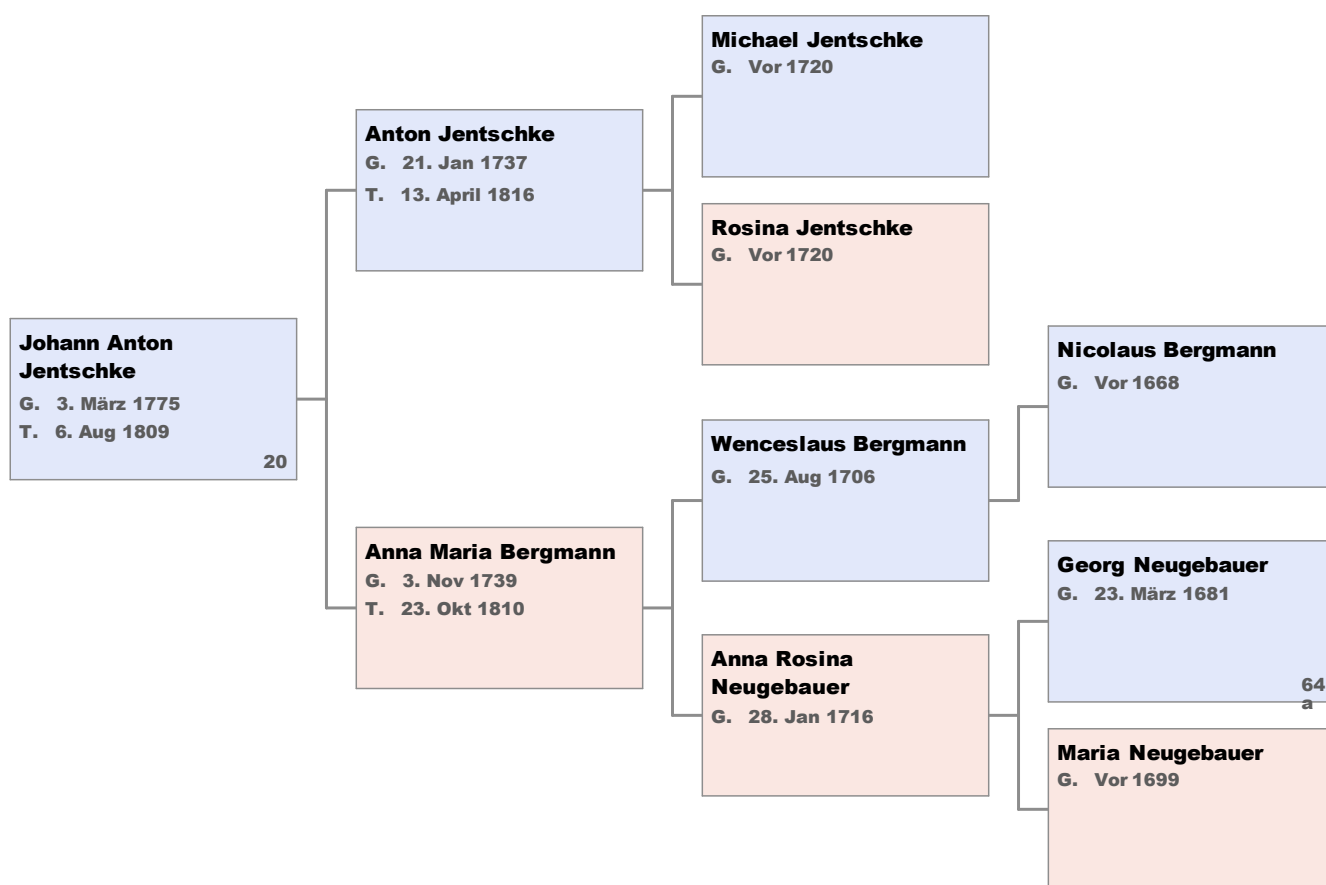 Michael Jentschke
G. Vor 1720
Anton Jentschke
G. 21. Jan 1737
T. 13. April 1816
Rosina Jentschke
G. Vor 1720
Johann Anton
Jentschke
G. 3. März 1775
T. 6. Aug 1809
20
Nicolaus Bergmann
G. Vor 1668
Wenceslaus Bergmann
G. 25. Aug 1706
Anna Maria Bergmann
G. 3. Nov 1739
T. 23. Okt 1810
Georg Neugebauer
G. 23. März 1681
64
a
Anna Rosina
Neugebauer
G. 28. Jan 1716
Maria Neugebauer
G. Vor 1699